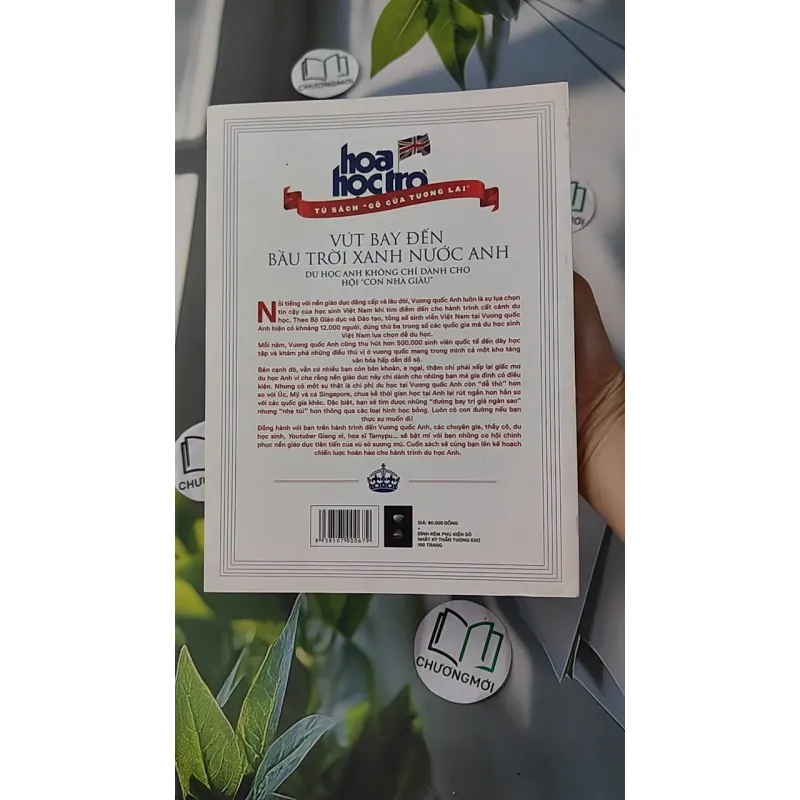 CHƯƠNGMỚI
hoa
học trò
TỦ SÁCH "GÕ CỬA TƯƠNG LAI"
VÚT BAY ĐẾN
BẦU TRỜI XANH NƯỚC ANH
DU HỌC ANH KHÔNG CHỈ DÀNH CHO
HỘI "CON NHÀ GIÀU"
Nổi tiếng với nền giáo dục đẳng cấp và lâu đời, Vương quốc Anh luôn là sự lựa chọn
tin cậy của học sinh Việt Nam khi tìm điểm đến cho hành trình cất cánh du
học. Theo Bộ Giáo dục và Đào tạo, tổng số sinh viên Việt Nam tại Vương quốc
Anh hiện có khoảng 12.000 người, đứng thứ ba trong số các quốc gia mà du học sinh
Việt Nam lựa chọn để du học.
Mỗi năm, Vương quốc Anh cũng thu hút hơn 500.000 sinh viên quốc tế đến đây học
tập và khám phá những điều thú vị ở vương quốc mang trong mình cả một kho tàng
văn hóa hấp dẫn đồ sộ.
Bên cạnh đó, vẫn có nhiều bạn còn băn khoăn, e ngại, thậm chí phải xếp lại giấc mơ
du học Anh vì cho rằng nền giáo dục này chỉ dành cho những bạn mà gia đình có điều
kiện. Nhưng có một sự thật là chi phí du học tại Vương quốc Anh còn "dễ thở" hơn
so với Úc, Mỹ và cả Singapore, chưa kể thời gian học tại Anh lại rút ngắn hơn hẳn so
với các quốc gia khác. Đặc biệt, bạn sẽ tìm được những "đường bay trị giá ngàn sao"
nhưng "nhẹ túi" hơn thông qua các loại hình học bổng. Luôn có con đường nếu bạn
thực sự muốn đi!
Đồng hành với bạn trên hành trình đến Vương quốc Anh, các chuyên gia, thầy cô, du
học sinh, Youtuber Giang ơi, họa sĩ Tamypu... sẽ bật mí với bạn những cơ hội chinh
phục nền giáo dục tiên tiến của xứ sở sương mù. Cuốn sách sẽ cùng bạn lên kế hoạch
chiến lược hoàn hảo cho hành trình du học Anh.
8 938507 000679
GIÁ: 90.000 ĐỒNG
+
ĐÍNH KÈM PHỤ KIỆN SỔ
NHẬT KÝ THẦN TƯỢNG EXO
100 TRANG
CHƯƠNGMỚI
CHƯƠNGMỚI